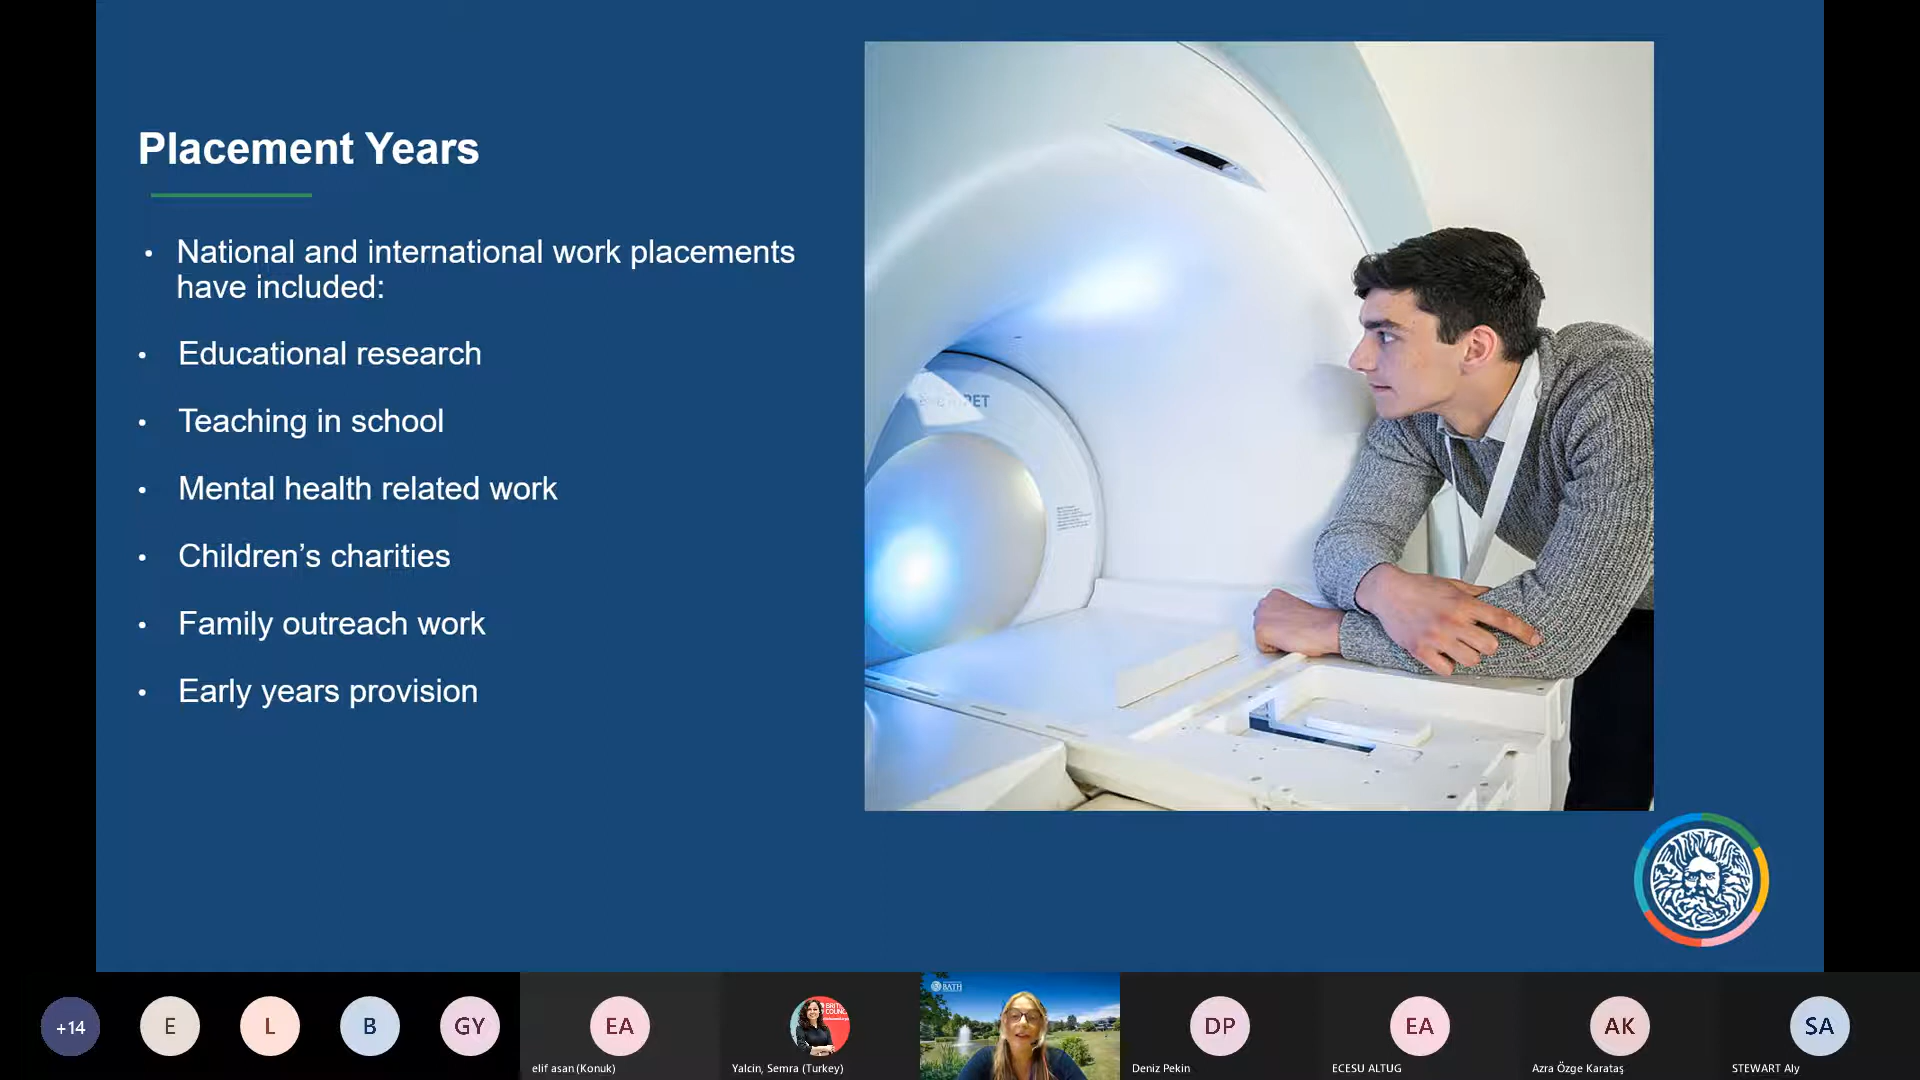 Placement Years
• National and international work placements
have included:
• Educational research
• Teaching in school
• Mental health related work
• Children’s charities
• Family outreach work
• Early years provision
BATH
+14
E
L
B
GY
EA
elif asan (Konuk)
Yalcin, Semra (Turkey)
DP
Deniz Pekin
EA
ECESU ALTUG
AK
Azra Özge Karataş
SA
STEWART Aly